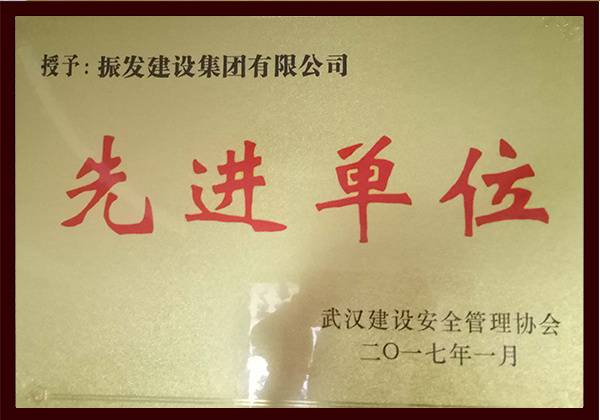 授予:振发建设集团有限公司
先进单位
武汉建设安全管理协会
二〇一七年一月